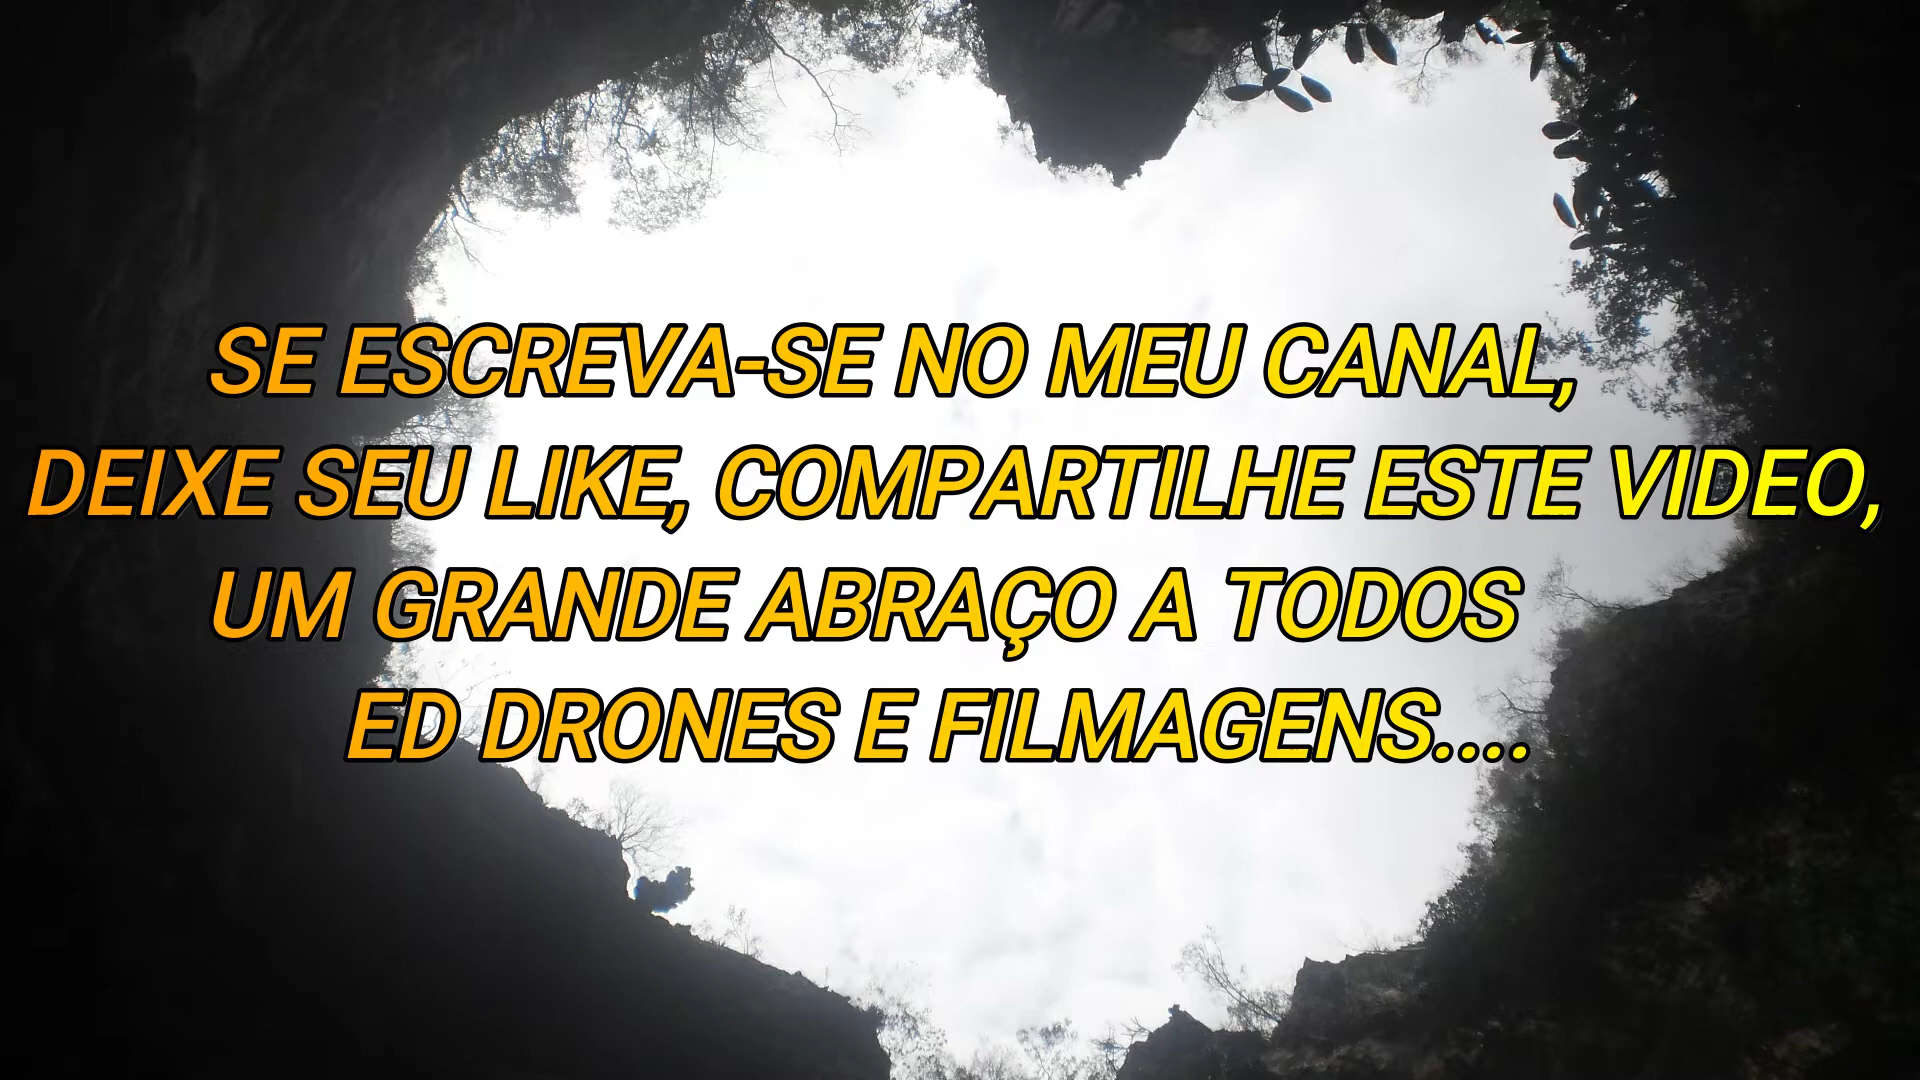 SE ESCREVA-SE NO MEU CANAL,
DEIXE SEU LIKE, COMPARTILHE ESTE VIDEO,
UM GRANDE ABRAÇO A TODOS
ED DRONES E FILMAGENS....